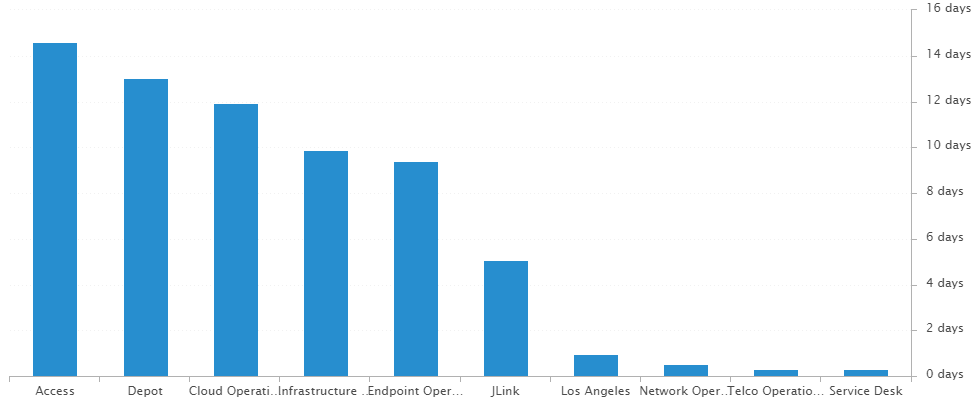 16 days
14 days
12 days
10 days
8 days
6 days
4 days
2 days
0 days
Access
Depot
Cloud Operati...
Infrastructure ...
Endpoint Oper...
JLink
Los Angeles
Network Oper...
Telco Operatio...
Service Desk